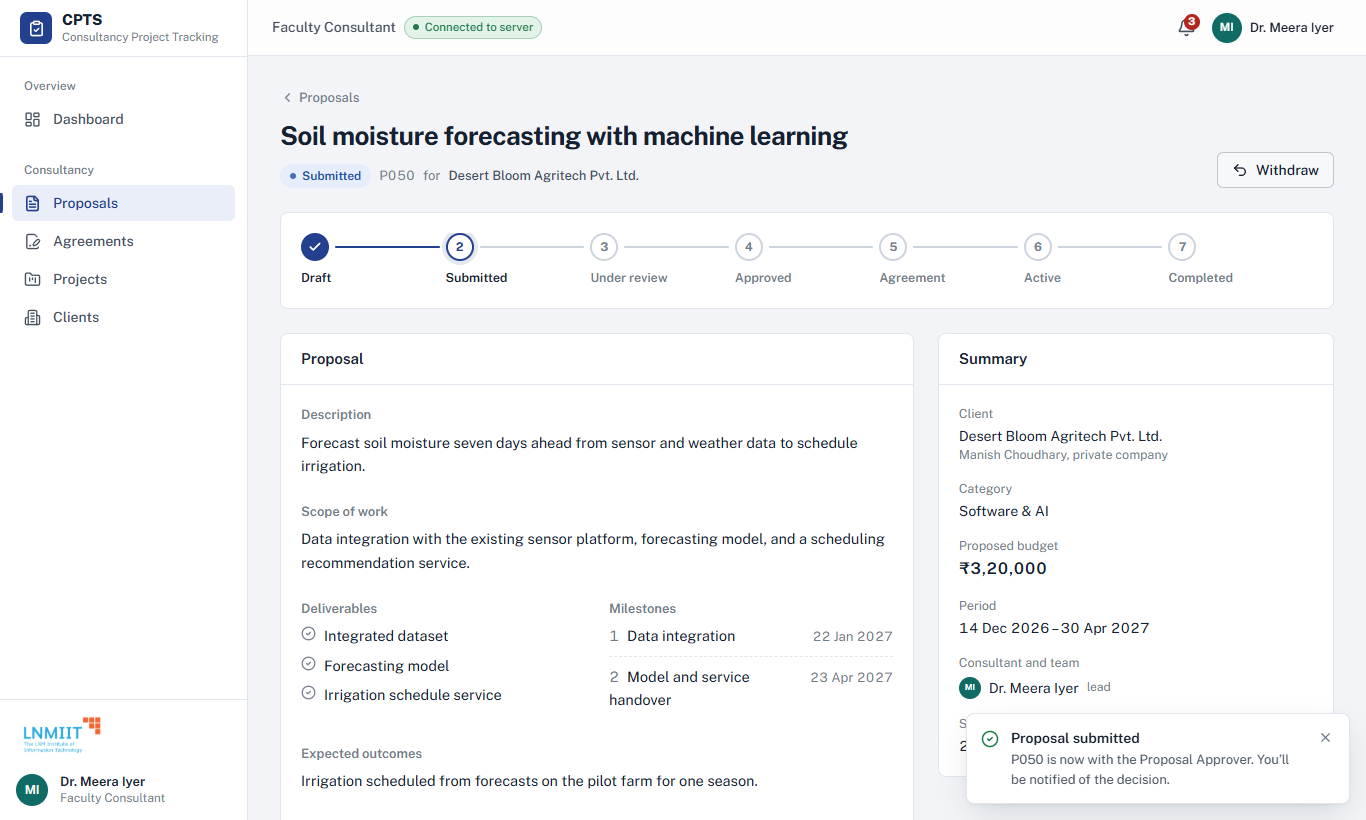 CPTS
Consultancy Project Tracking
Faculty Consultant
Connected to server
3
MI
Dr. Meera Iyer
Overview
Dashboard
Consultancy
Proposals
Agreements
Projects
Clients
LNMIIT
The LNM Institute of
Information Technology
MI
Dr. Meera Iyer
Faculty Consultant
Proposals
Soil moisture forecasting with machine learning
Submitted P050 for Desert Bloom Agritech Pvt. Ltd.
Withdraw
2 3 4 5 6 7
Draft Submitted Under review Approved Agreement Active Completed
Proposal
Description
Forecast soil moisture seven days ahead from sensor and weather data to schedule
irrigation.
Scope of work
Data integration with the existing sensor platform, forecasting model, and a scheduling
recommendation service.
Deliverables
Integrated dataset
Forecasting model
Irrigation schedule service
Milestones
1 Data integration 22 Jan 2027
2 Model and service 23 Apr 2027
handover
Expected outcomes
Irrigation scheduled from forecasts on the pilot farm for one season.
Summary
Client
Desert Bloom Agritech Pvt. Ltd.
Manish Choudhary, private company
Category
Software & AI
Proposed budget
₹3,20,000
Period
14 Dec 2026 – 30 Apr 2027
Consultant and team
MI Dr. Meera Iyer lead
Proposal submitted
P050 is now with the Proposal Approver. You’ll
be notified of the decision.